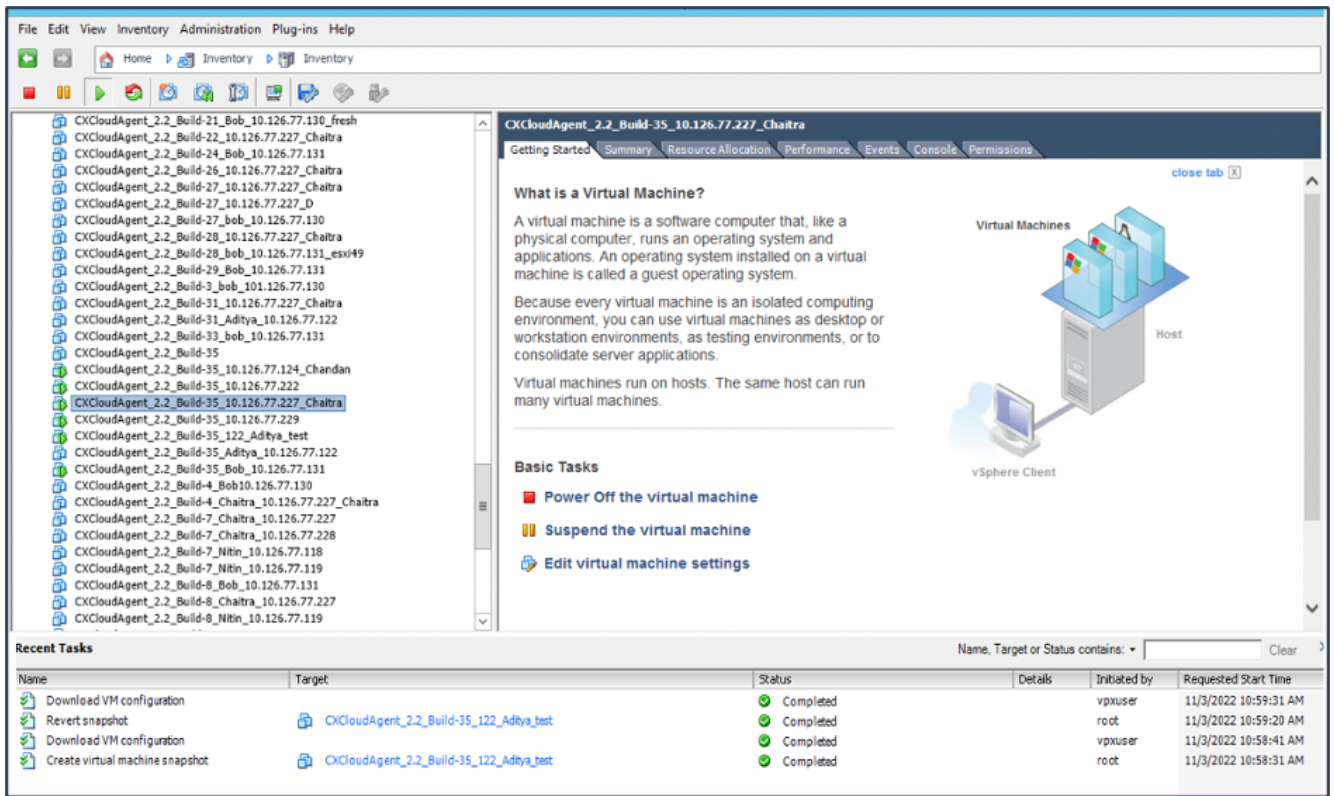 File Edit View Inventory Administration Plug-ins Help
Home Inventory Inventory
CXCloudAgent_2.2_Build-21_Bob_10.126.77.130_fresh
CXCloudAgent_2.2_Build-22_10.126.77.227_Chaitra
CXCloudAgent_2.2_Build-24_Bob_10.126.77.131
CXCloudAgent_2.2_Build-26_10.126.77.227_Chaitra
CXCloudAgent_2.2_Build-27_10.126.77.227_Chaitra
CXCloudAgent_2.2_Build-27_10.126.77.227_D
CXCloudAgent_2.2_Build-27_bob_10.126.77.130
CXCloudAgent_2.2_Build-28_10.126.77.227_Chaitra
CXCloudAgent_2.2_Build-28_bob_10.126.77.131_esxi49
CXCloudAgent_2.2_Build-29_Bob_10.126.77.131
CXCloudAgent_2.2_Build-3_bob_101.126.77.130
CXCloudAgent_2.2_Build-31_10.126.77.227_Chaitra
CXCloudAgent_2.2_Build-31_Aditya_10.126.77.122
CXCloudAgent_2.2_Build-33_bob_10.126.77.131
CXCloudAgent_2.2_Build-35
CXCloudAgent_2.2_Build-35_10.126.77.124_Chandan
CXCloudAgent_2.2_Build-35_10.126.77.222
CXCloudAgent_2.2_Build-35_10.126.77.227_Chaitra
CXCloudAgent_2.2_Build-35_10.126.77.229
CXCloudAgent_2.2_Build-35_122_Aditya_test
CXCloudAgent_2.2_Build-35_Aditya_10.126.77.122
CXCloudAgent_2.2_Build-35_Bob_10.126.77.131
CXCloudAgent_2.2_Build-4_Bob10.126.77.130
CXCloudAgent_2.2_Build-4_Chaitra_10.126.77.227_Chaitra
CXCloudAgent_2.2_Build-7_Chaitra_10.126.77.227
CXCloudAgent_2.2_Build-7_Chaitra_10.126.77.228
CXCloudAgent_2.2_Build-7_Nitin_10.126.77.118
CXCloudAgent_2.2_Build-7_Nitin_10.126.77.119
CXCloudAgent_2.2_Build-8_Bob_10.126.77.131
CXCloudAgent_2.2_Build-8_Chaitra_10.126.77.227
CXCloudAgent_2.2_Build-8_Nitin_10.126.77.119
CXCloudAgent_2.2_Build-35_10.126.77.227_Chaitra
Getting Started Summary Resource Allocation Performance Events Console Permissions
close tab X
What is a Virtual Machine?
A virtual machine is a software computer that, like a
physical computer, runs an operating system and
applications. An operating system installed on a virtual
machine is called a guest operating system.
Because every virtual machine is an isolated computing
environment, you can use virtual machines as desktop or
workstation environments, as testing environments, or to
consolidate server applications.
Virtual machines run on hosts. The same host can run
many virtual machines.
Virtual Machines
Host
vSphere Client
Basic Tasks
Power Off the virtual machine
Suspend the virtual machine
Edit virtual machine settings
Recent Tasks
Name, Target or Status contains: Clear
Name Target Status Details Initiated by Requested Start Time
Download VM configuration Completed vpxuser 11/3/2022 10:59:31 AM
Revert snapshot CXCloudAgent_2.2_Build-35_122_Aditya_test Completed root 11/3/2022 10:59:20 AM
Download VM configuration Completed vpxuser 11/3/2022 10:58:41 AM
Create virtual machine snapshot CXCloudAgent_2.2_Build-35_122_Aditya_test Completed root 11/3/2022 10:58:31 AM